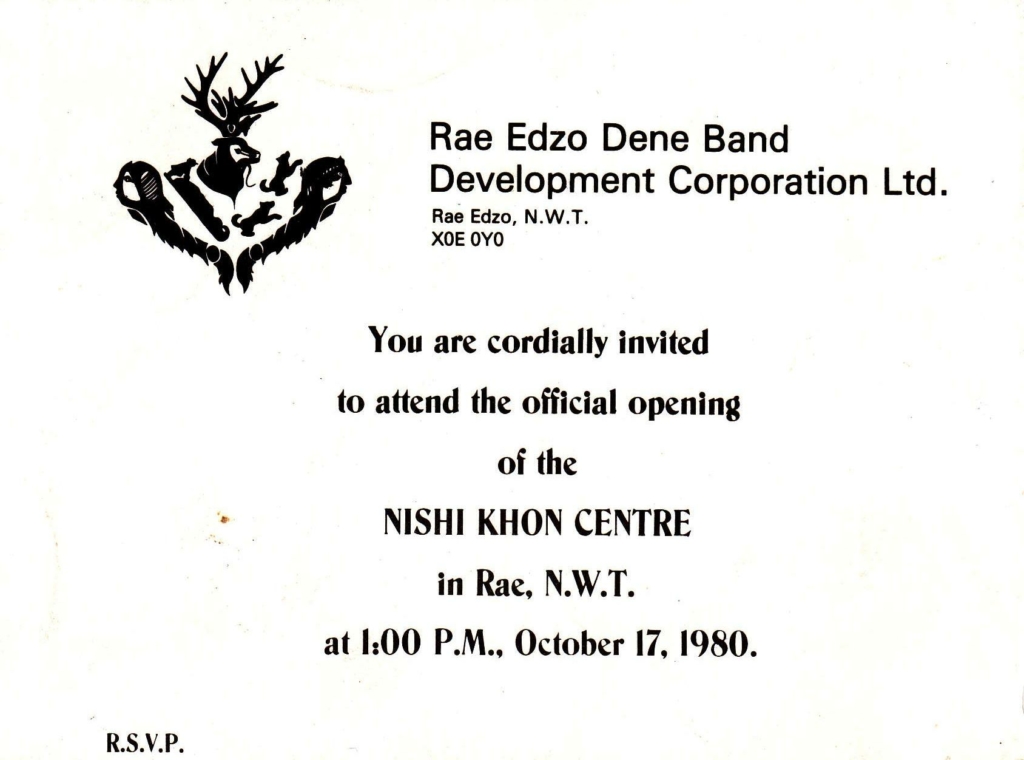 Rae Edzo Dene Band
Development Corporation Ltd.
Rae Edzo, N.W.T.
X0E 0Y0
You are cordially invited
to attend the official opening
of the
NISHI KHON CENTRE
in Rae, N.W.T.
at 1:00 P.M., October 17, 1980.
R.S.V.P.